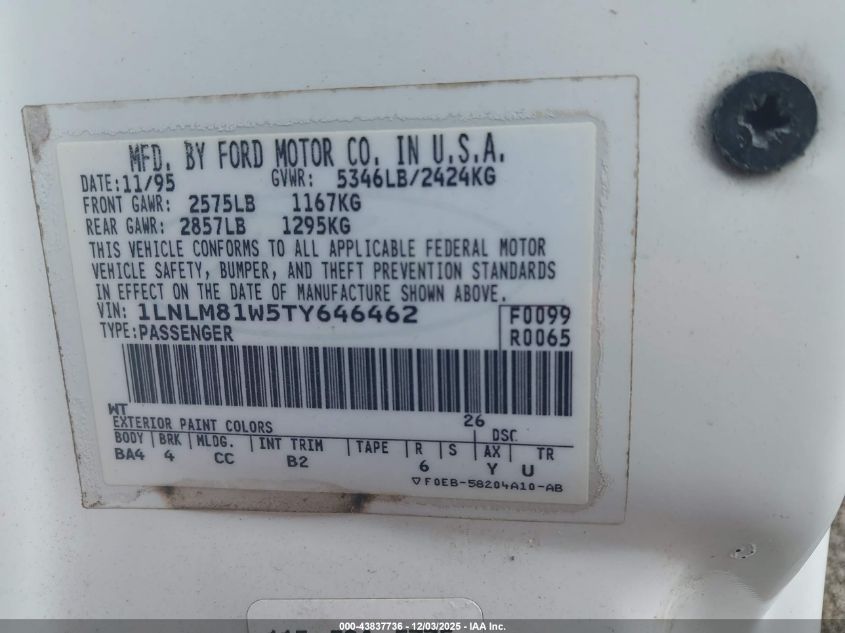 MFD. BY FORD MOTOR CO. IN U.S.A.
DATE: 11/95 GVWR: 5346LB/2424KG
FRONT GAWR: 2575LB 1167KG
REAR GAWR: 2857LB 1295KG
THIS VEHICLE CONFORMS TO ALL APPLICABLE FEDERAL MOTOR
VEHICLE SAFETY, BUMPER, AND THEFT PREVENTION STANDARDS
IN EFFECT ON THE DATE OF MANUFACTURE SHOWN ABOVE.
VIN: 1LNLM81W5TY646462 F0099
TYPE: PASSENGER R0065
WT 26
EXTERIOR PAINT COLORS DSO
BODY BRK MLDG. INT TRIM TAPE R S AX TR
BA4 4 CC B2 6 Y U
▽F0EB-58204A10-AB
000-43837736 - 12/03/2025 - IAA Inc.